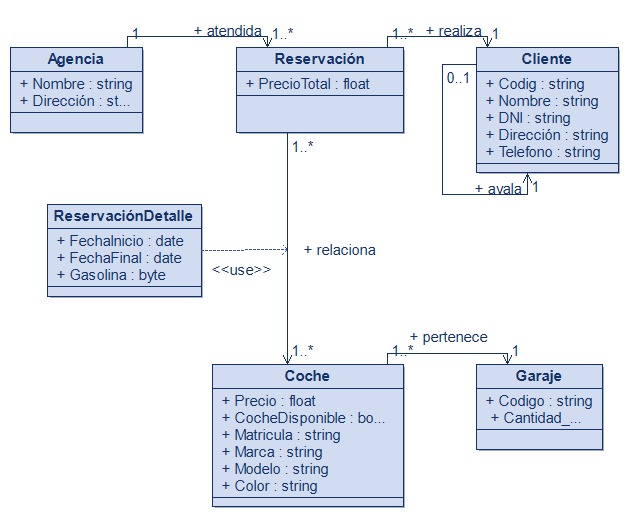 1 + atendida 1..*
1..* + realiza 1
Agencia
+ Nombre : string
+ Dirección : st...
Reservación
+ PrecioTotal : float
Cliente
+ Codig : string
+ Nombre : string
+ DNI : string
+ Dirección : string
+ Telefono : string
0..1
+ avala 1
1..*
ReservaciónDetalle
+ FechaInicio : date
+ FechaFinal : date
+ Gasolina : byte
<<use>>
+ relaciona
1..*
+ pertenece
1..* 1
Coche
+ Precio : float
+ CocheDisponible : bo...
+ Matricula : string
+ Marca : string
+ Modelo : string
+ Color : string
Garaje
+ Codigo : string
+ Cantidad_...